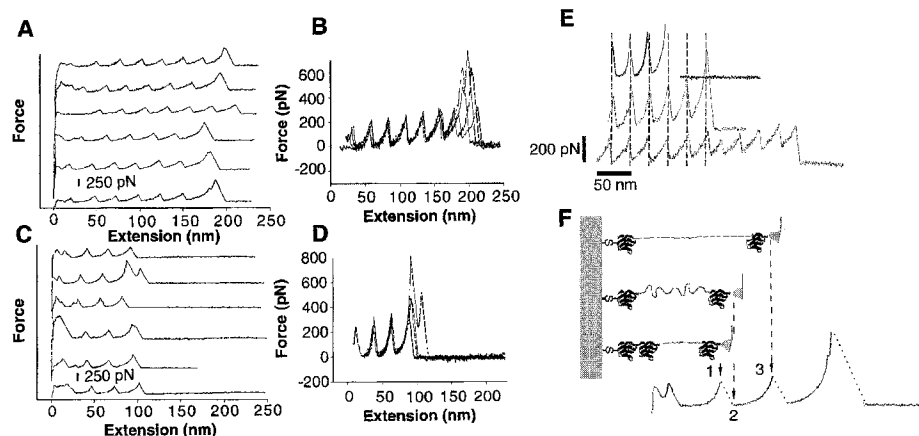 A
Force
250 pN
0 50 100 150 200 250
Extension (nm)
B
Force (pN)
600
400
200
0
-200
0 50 100 150 200 250
Extension (nm)
C
Force
250 pN
0 50 100 150 200 250
Extension (nm)
D
Force (pN)
800
600
400
200
0
-200
0 50 100 150 200
Extension (nm)
E
200 pN
50 nm
F
1
2
3